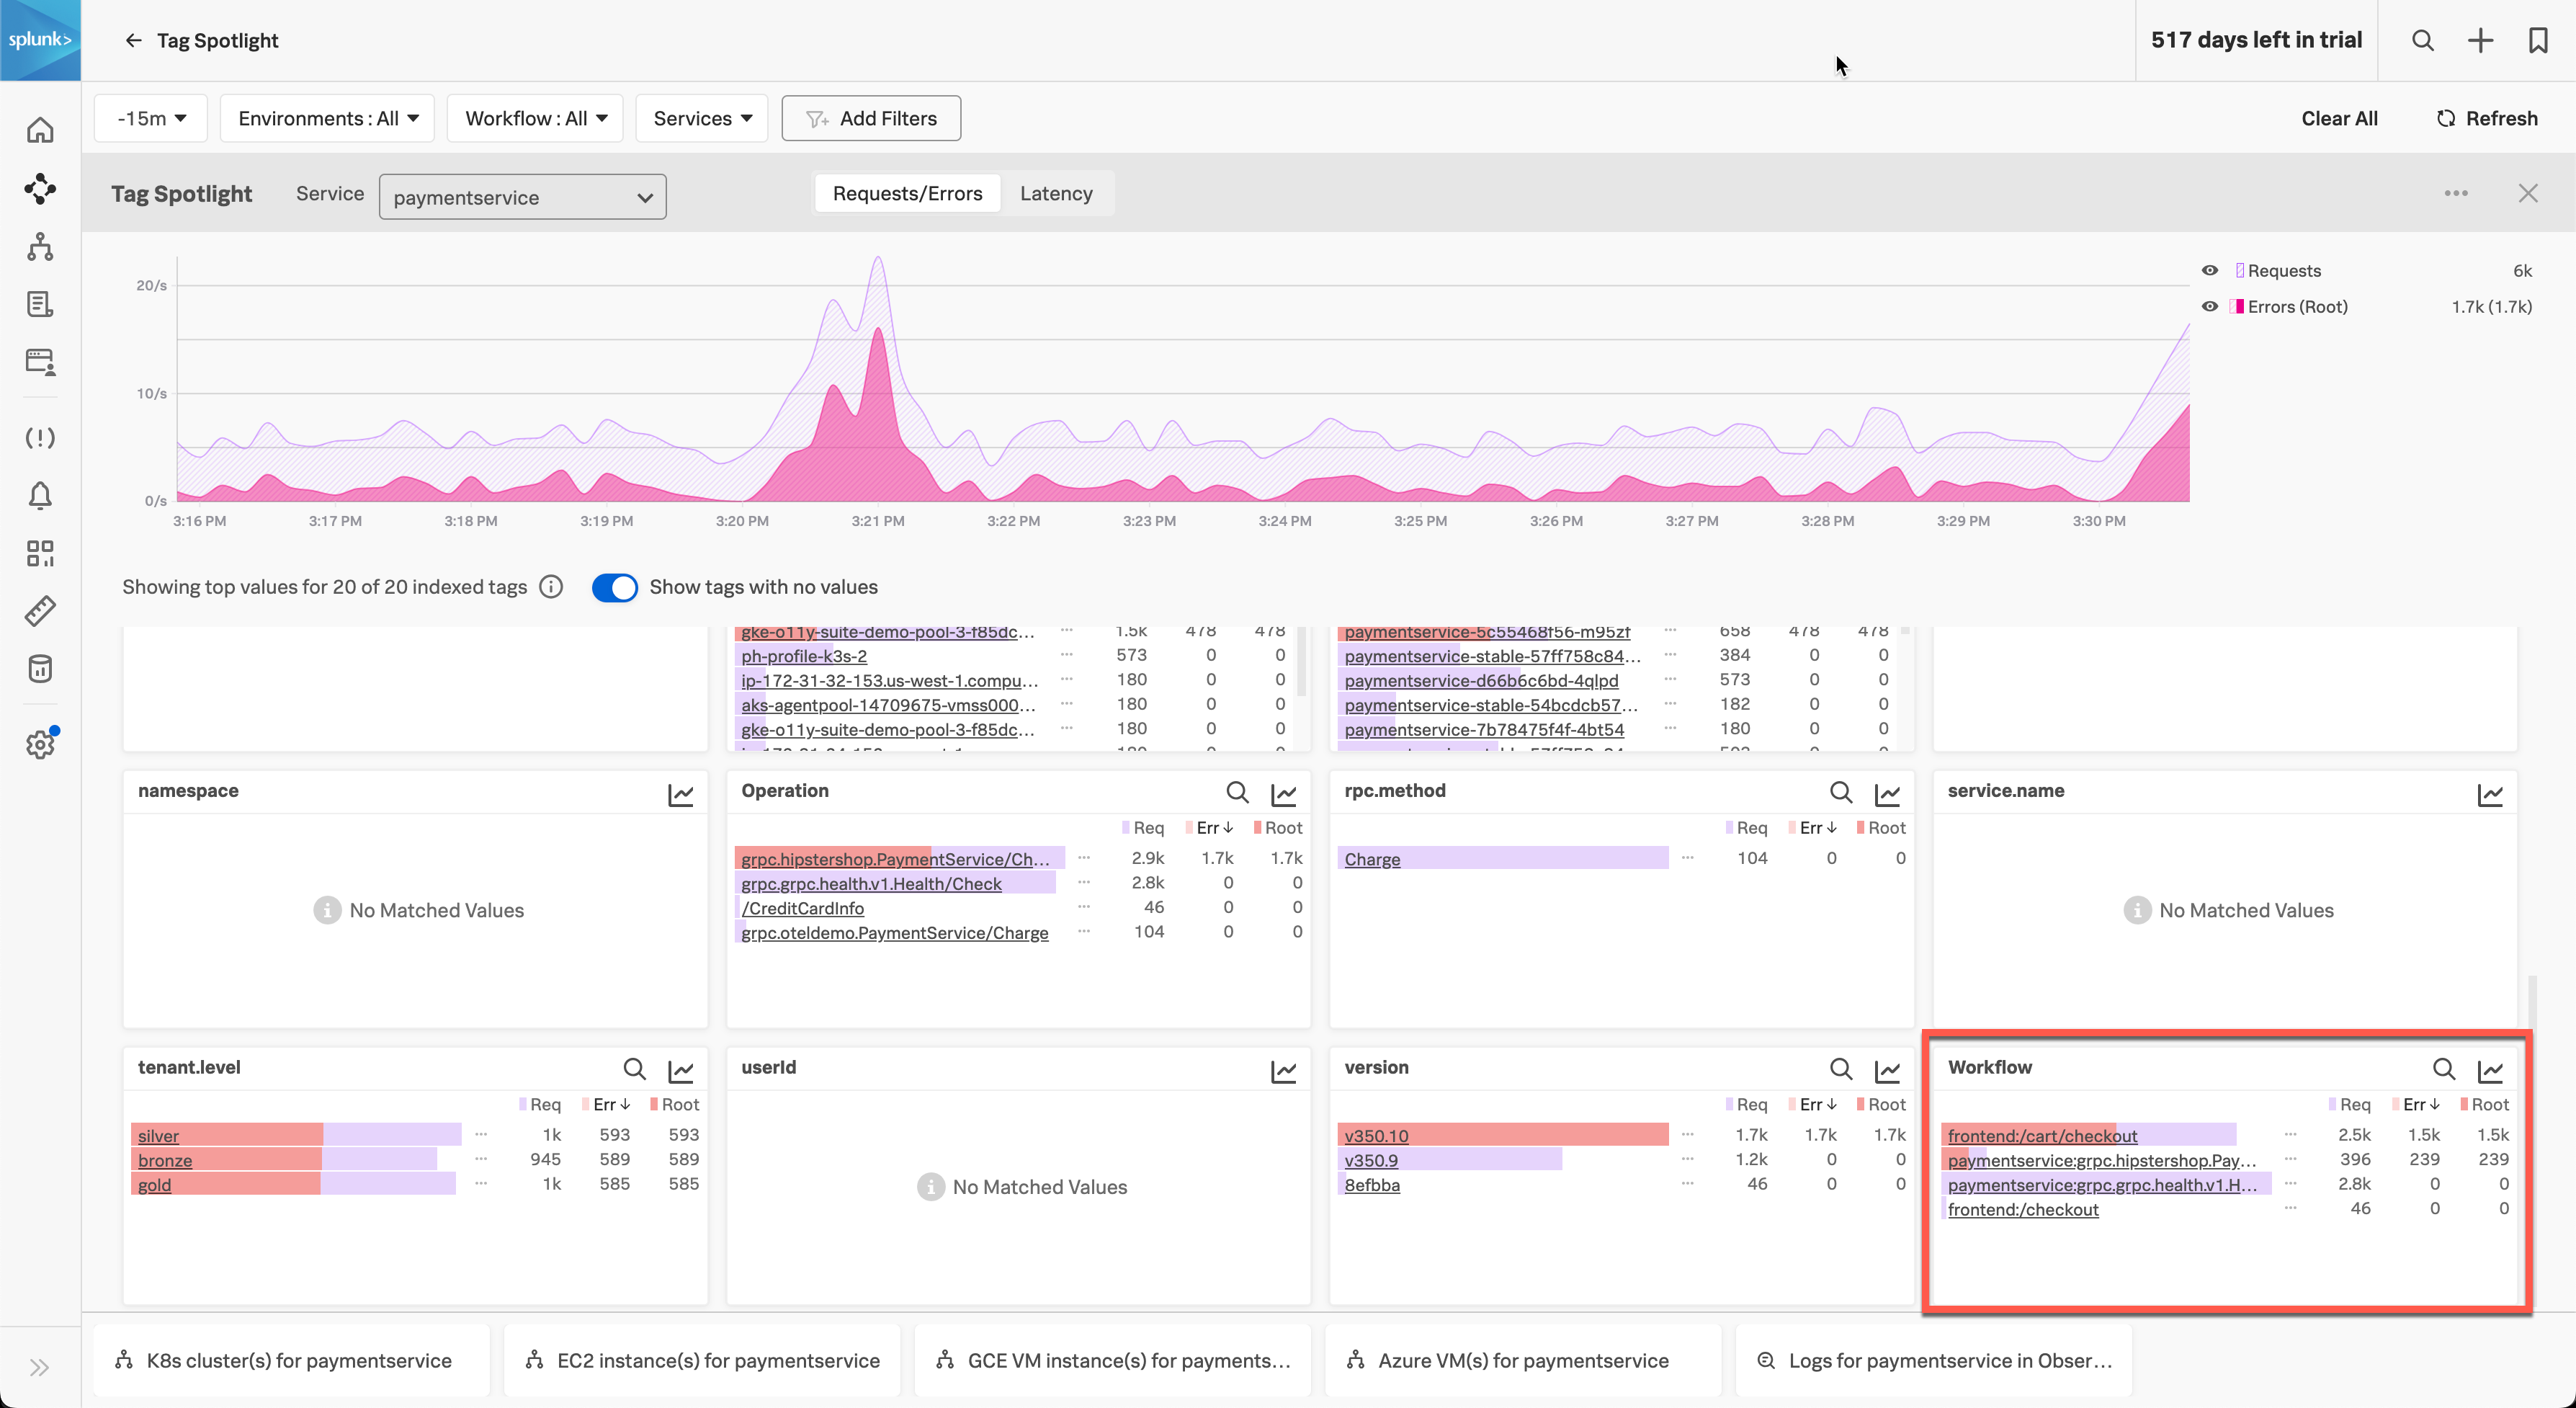 splunk>
Tag Spotlight
517 days left in trial
-15m
Environments : All
Workflow : All
Services
Add Filters
Clear All
Refresh
Tag Spotlight
Service
paymentservice
Requests/Errors
Latency
20/s
10/s
0/s
3:16 PM
3:17 PM
3:18 PM
3:19 PM
3:20 PM
3:21 PM
3:22 PM
3:23 PM
3:24 PM
3:25 PM
3:26 PM
3:27 PM
3:28 PM
3:29 PM
3:30 PM
Requests 6k
Errors (Root) 1.7k (1.7k)
Showing top values for 20 of 20 indexed tags
Show tags with no values
gke-o11y-suite-demo-pool-3-f85dc... ... 1.5k 478 478
ph-profile-k3s-2 ... 573 0 0
ip-172-31-32-153.us-west-1.compu... ... 180 0 0
aks-agentpool-14709675-vmss000... ... 180 0 0
gke-o11y-suite-demo-pool-3-f85dc... ... 180 0 0
paymentservice-5c55468f56-m95zf ... 658 478 478
paymentservice-stable-57ff758c84... ... 384 0 0
paymentservice-d66b6c6bd-4qlpd ... 573 0 0
paymentservice-stable-54bcdcb57... ... 182 0 0
paymentservice-7b78475f4f-4bt54 ... 180 0 0
namespace
No Matched Values
Operation
Req Err↓ Root
grpc.hipstershop.PaymentService/Ch... ... 2.9k 1.7k 1.7k
grpc.grpc.health.v1.Health/Check ... 2.8k 0 0
/CreditCardInfo ... 46 0 0
grpc.oteldemo.PaymentService/Charge ... 104 0 0
rpc.method
Req Err↓ Root
Charge ... 104 0 0
service.name
No Matched Values
tenant.level
Req Err↓ Root
silver ... 1k 593 593
bronze ... 945 589 589
gold ... 1k 585 585
userId
No Matched Values
version
Req Err↓ Root
v350.10 ... 1.7k 1.7k 1.7k
v350.9 ... 1.2k 0 0
8efbba ... 46 0 0
Workflow
Req Err↓ Root
frontend:/cart/checkout ... 2.5k 1.5k 1.5k
paymentservice:grpc.hipstershop.Pay... ... 396 239 239
paymentservice:grpc.grpc.health.v1.H... ... 2.8k 0 0
frontend:/checkout ... 46 0 0
K8s cluster(s) for paymentservice
EC2 instance(s) for paymentservice
GCE VM instance(s) for payments...
Azure VM(s) for paymentservice
Logs for paymentservice in Obser...